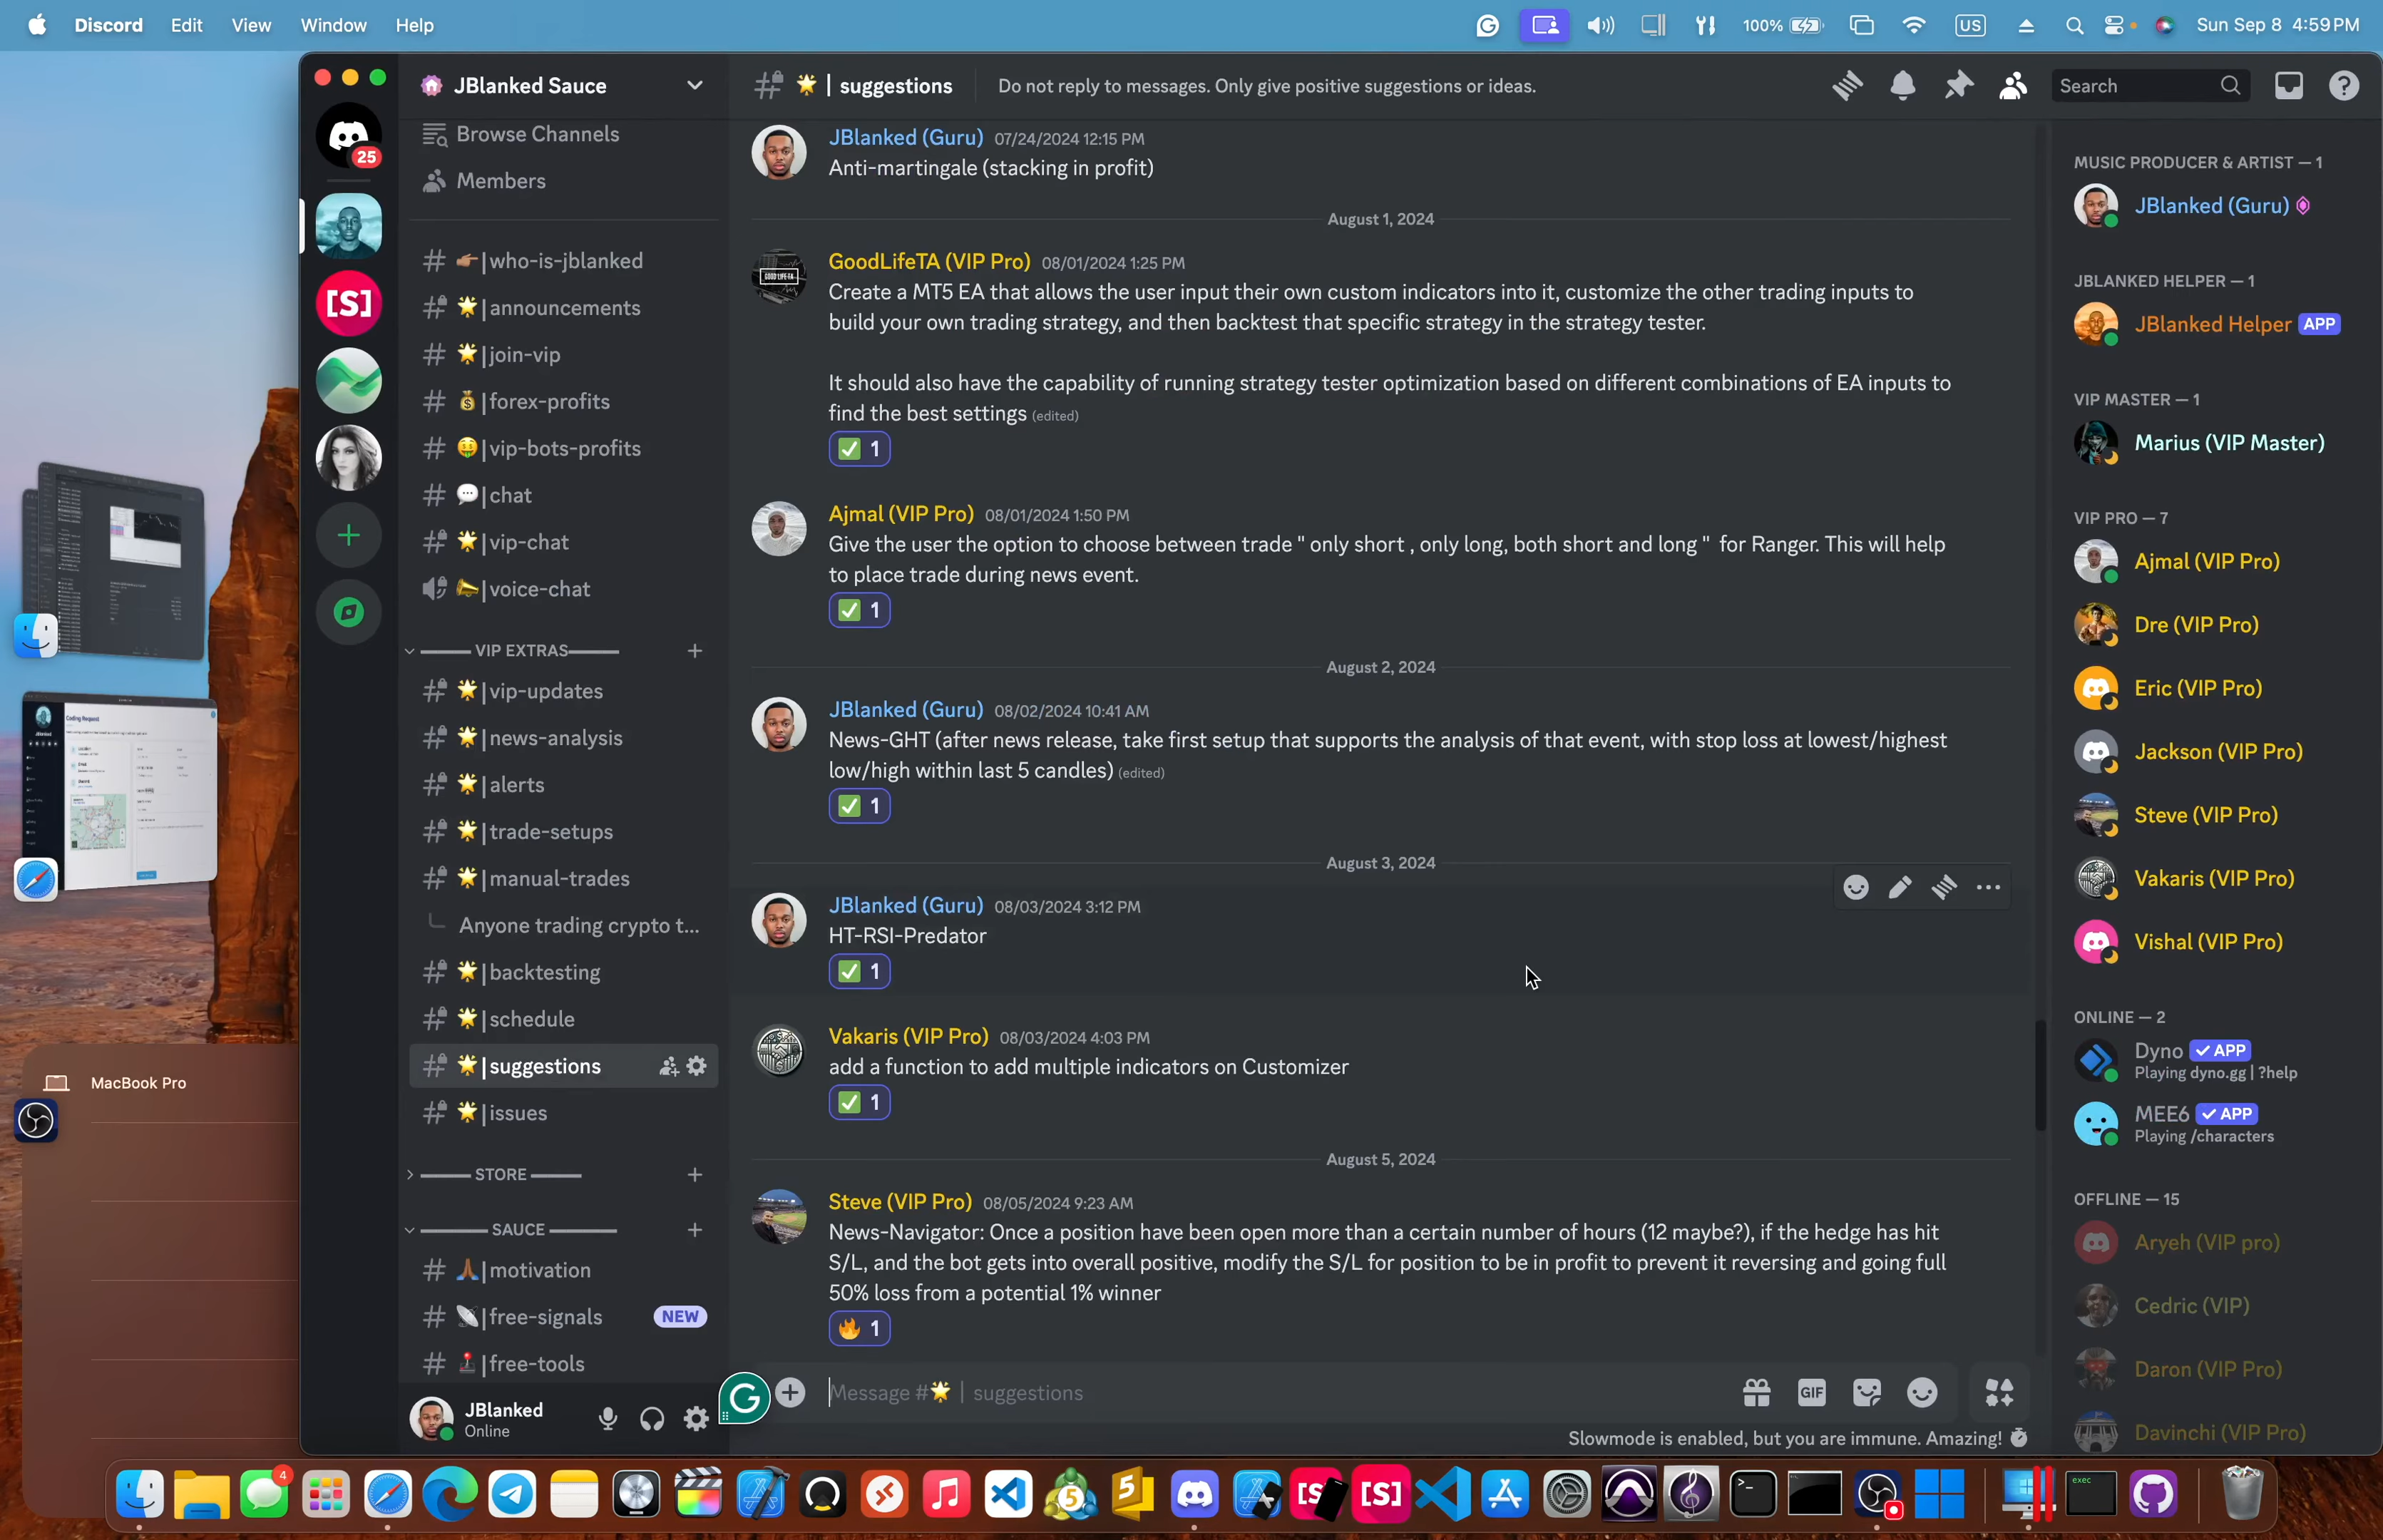 Discord Edit View Window Help
100% US Sun Sep 8 4:59 PM
25
MacBook Pro
Coding Request
JBlanked Sauce
Browse Channels
Members
who-is-jblanked
announcements
join-vip
forex-profits
vip-bots-profits
chat
vip-chat
voice-chat
VIP EXTRAS
vip-updates
news-analysis
alerts
trade-setups
manual-trades
Anyone trading crypto t...
backtesting
schedule
suggestions
issues
STORE
SAUCE
motivation
free-signals NEW
free-tools
JBlanked
Online
suggestions Do not reply to messages. Only give positive suggestions or ideas.
Search
JBlanked (Guru) 07/24/2024 12:15 PM
Anti-martingale (stacking in profit)
August 1, 2024
GOOD LIFE-TA
GoodLifeTA (VIP Pro) 08/01/2024 1:25 PM
Create a MT5 EA that allows the user input their own custom indicators into it, customize the other trading inputs to
build your own trading strategy, and then backtest that specific strategy in the strategy tester.
It should also have the capability of running strategy tester optimization based on different combinations of EA inputs to
find the best settings (edited)
1
Ajmal (VIP Pro) 08/01/2024 1:50 PM
Give the user the option to choose between trade " only short , only long, both short and long "  for Ranger. This will help
to place trade during news event.
1
August 2, 2024
JBlanked (Guru) 08/02/2024 10:41 AM
News-GHT (after news release, take first setup that supports the analysis of that event, with stop loss at lowest/highest
low/high within last 5 candles) (edited)
1
August 3, 2024
JBlanked (Guru) 08/03/2024 3:12 PM
HT-RSI-Predator
1
Vakaris (VIP Pro) 08/03/2024 4:03 PM
add a function to add multiple indicators on Customizer
1
August 5, 2024
Steve (VIP Pro) 08/05/2024 9:23 AM
News-Navigator: Once a position have been open more than a certain number of hours (12 maybe?), if the hedge has hit
S/L, and the bot gets into overall positive, modify the S/L for position to be in profit to prevent it reversing and going full
50% loss from a potential 1% winner
1
Message # | suggestions
GIF
Slowmode is enabled, but you are immune. Amazing!
MUSIC PRODUCER & ARTIST — 1
JBlanked (Guru)
JBLANKED HELPER — 1
JBlanked Helper APP
VIP MASTER — 1
Marius (VIP Master)
VIP PRO — 7
Ajmal (VIP Pro)
Dre (VIP Pro)
Eric (VIP Pro)
Jackson (VIP Pro)
Steve (VIP Pro)
Vakaris (VIP Pro)
Vishal (VIP Pro)
ONLINE — 2
Dyno APP
Playing dyno.gg | ?help
MEE6 APP
Playing /characters
OFFLINE — 15
Aryeh (VIP pro)
Cedric (VIP)
Daron (VIP Pro)
Davinchi (VIP Pro)
4
5
5
[S]
[S]
exec